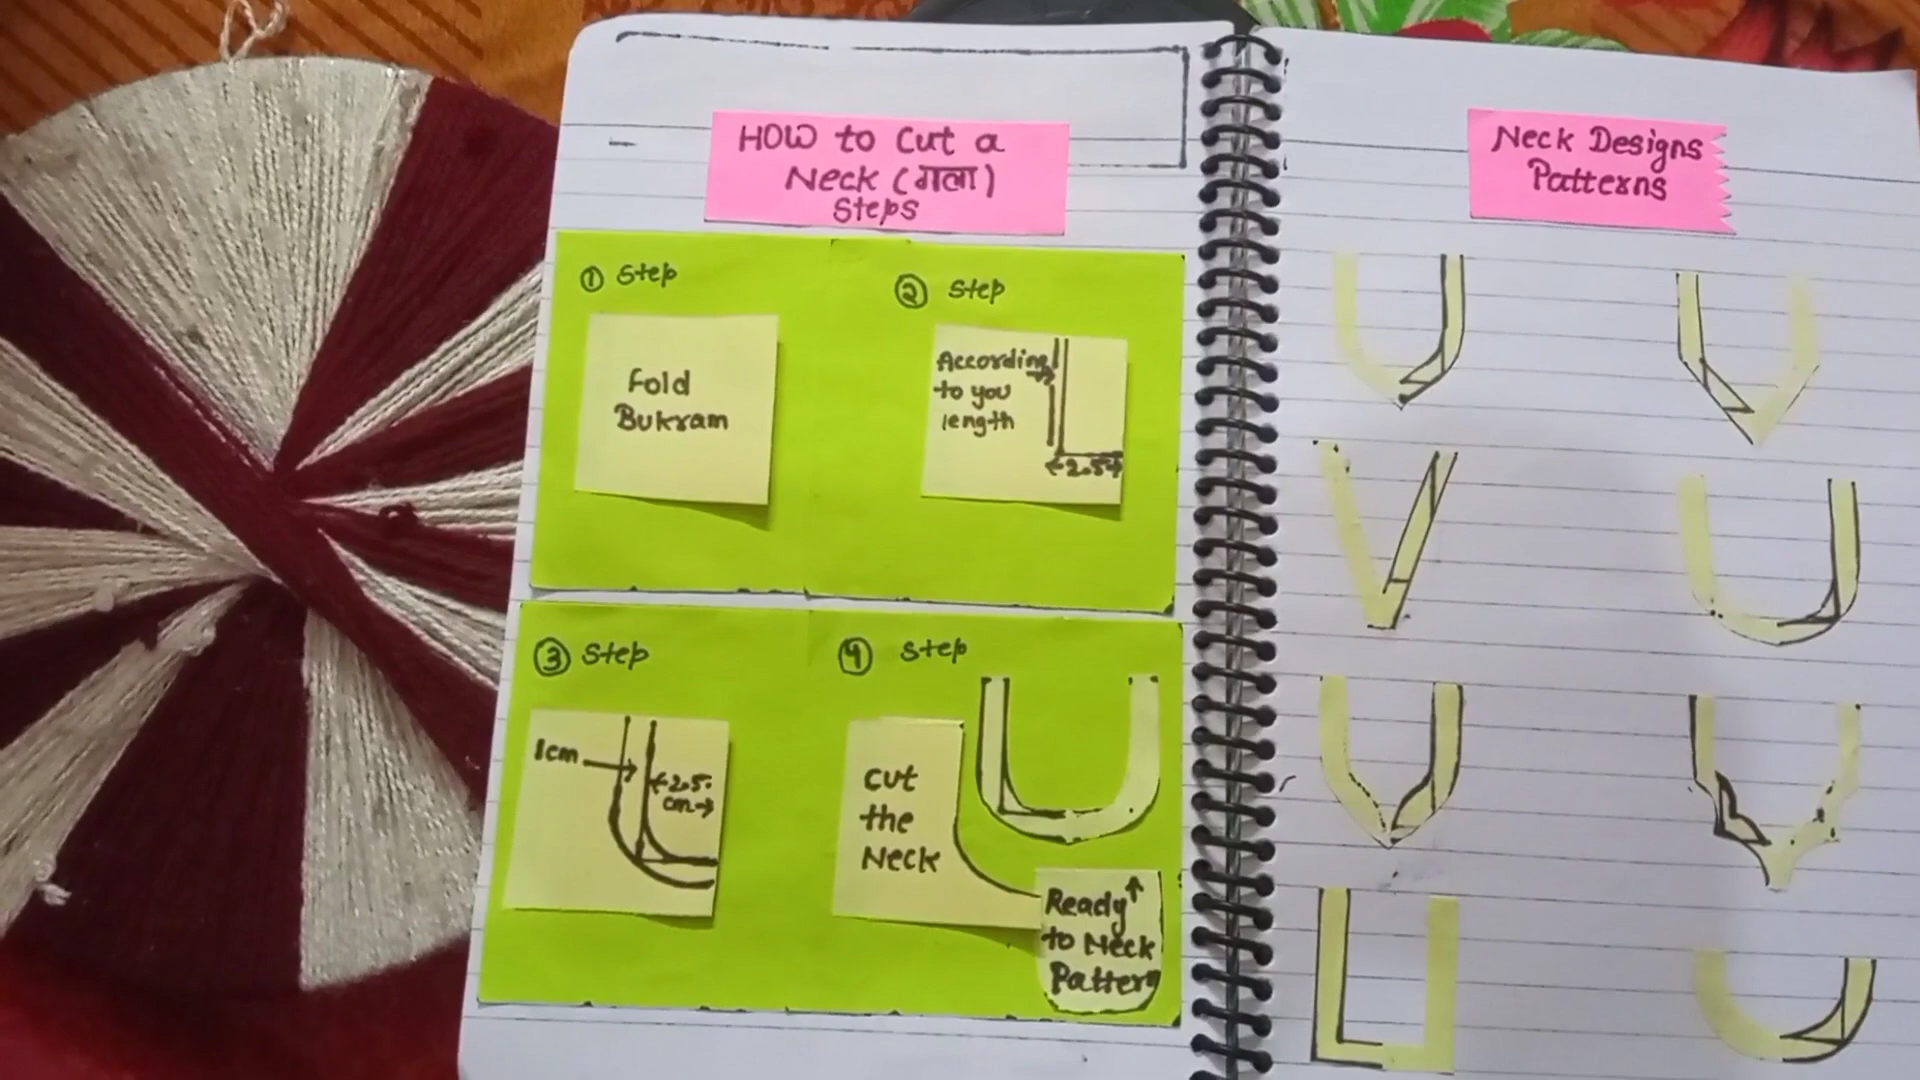 HOW to Cut a
Neck (गला)
Steps
① Step
Fold
Bukram
② Step
According
to you
length
2.5
③ Step
1cm
2.5
cm
④ Step
Cut
the
Neck
Ready
to Neck
Pattern
Neck Designs
Patterns